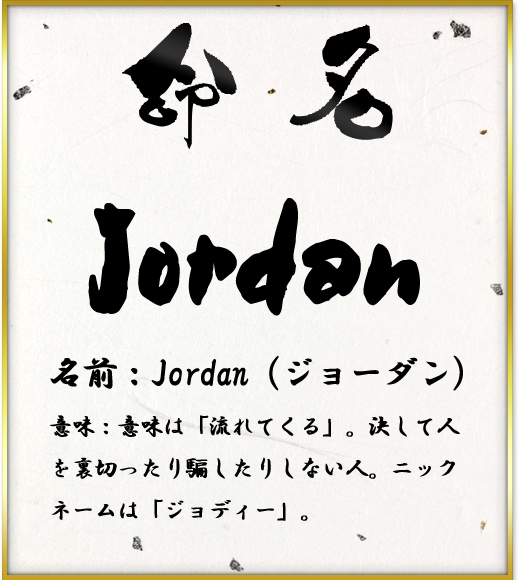 命名
Jordan
名前：Jordan（ジョーダン）
意味：意味は「流れてくる」。決して人
を裏切ったり騙したりしない人。ニック
ネームは「ジョディー」。